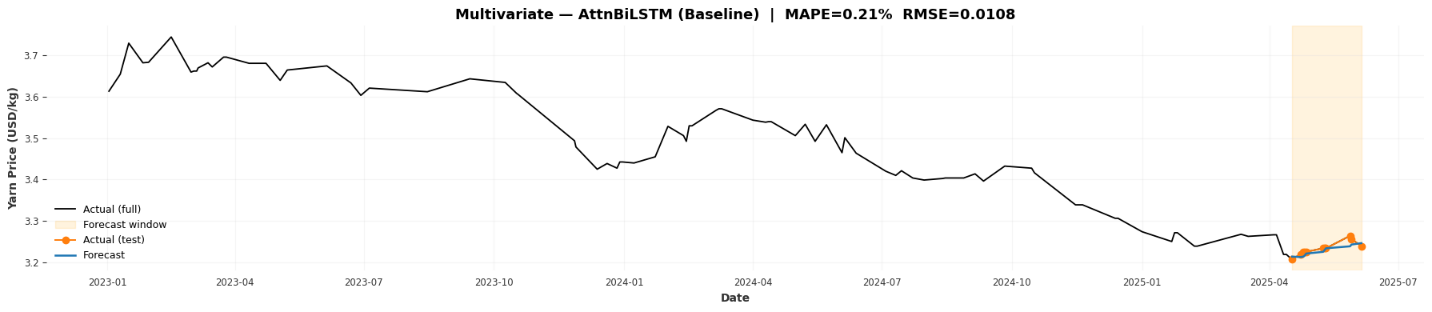 Multivariate — AttnBiLSTM (Baseline)  |  MAPE=0.21%  RMSE=0.0108
Yarn Price (USD/kg)
3.7
3.6
3.5
3.4
3.3
3.2
Actual (full)
Forecast window
Actual (test)
Forecast
2023-01 2023-04 2023-07 2023-10 2024-01 2024-04 2024-07 2024-10 2025-01 2025-04 2025-07
Date